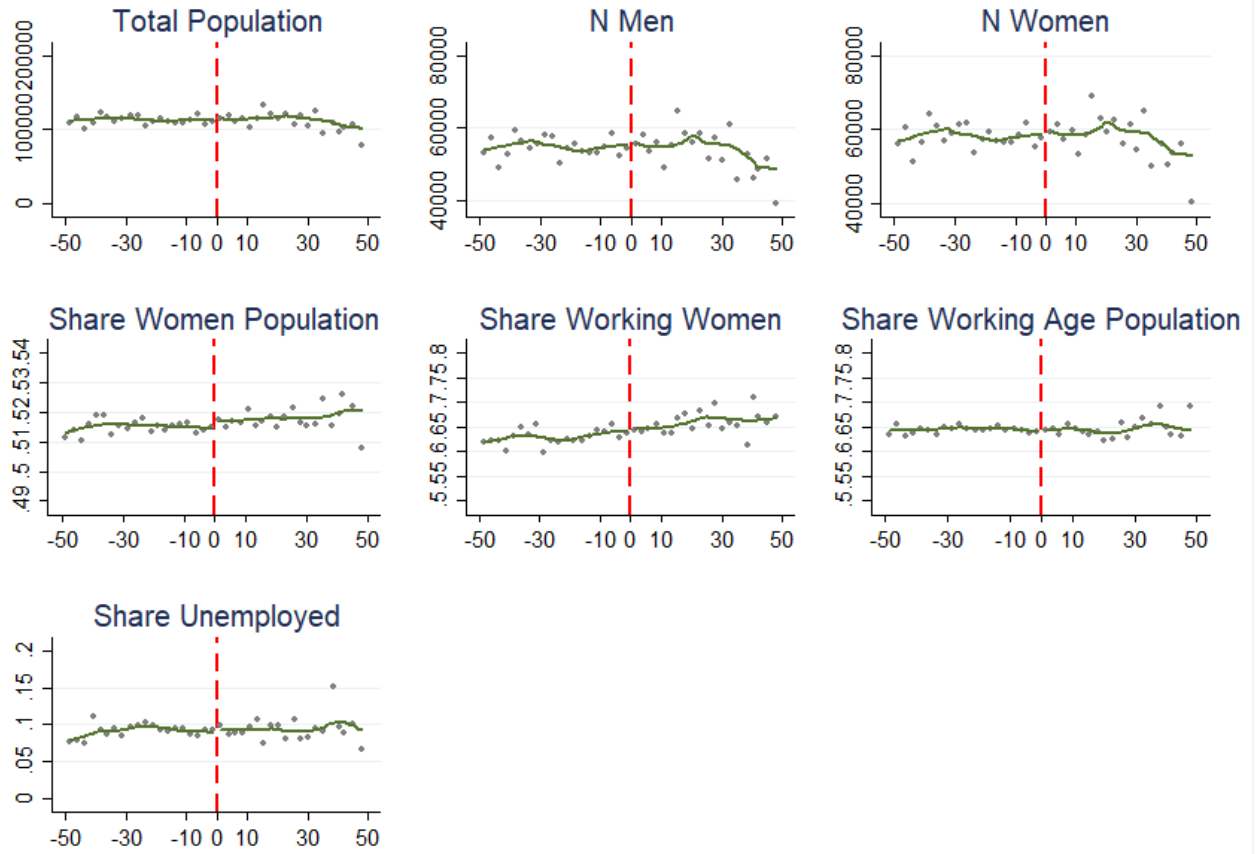 Total Population
0 100000 200000
-50 -30 -10 0 10 30 50
N Men
40000 60000 80000
-50 -30 -10 0 10 30 50
N Women
40000 60000 80000
-50 -30 -10 0 10 30 50
Share Women Population
.49 .5 .51 .52 .53 .54
-50 -30 -10 0 10 30 50
Share Working Women
.5 .55 .6 .65 .7 .75 .8
-50 -30 -10 0 10 30 50
Share Working Age Population
.5 .55 .6 .65 .7 .75 .8
-50 -30 -10 0 10 30 50
Share Unemployed
0 .05 .1 .15 .2
-50 -30 -10 0 10 30 50